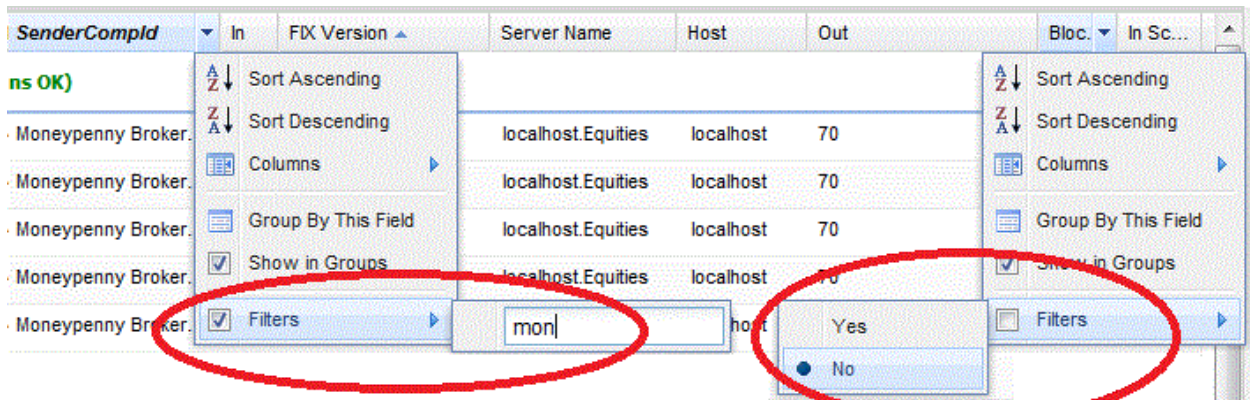 SenderCompId In FIX Version Server Name Host Out Bloc. In Sc...
ns OK) Sort Ascending Sort Ascending
Sort Descending Sort Descending
Moneypenny Broker. localhost.Equities localhost 70
Columns Columns
Moneypenny Broker. localhost.Equities localhost 70
Group By This Field Group By This Field
Moneypenny Broker. localhost.Equities localhost 70
Show in Groups Show in Groups
Moneypenny Broker. localhost.Equities localhost 70
Moneypenny Broker. Filters mon host Yes Filters
No